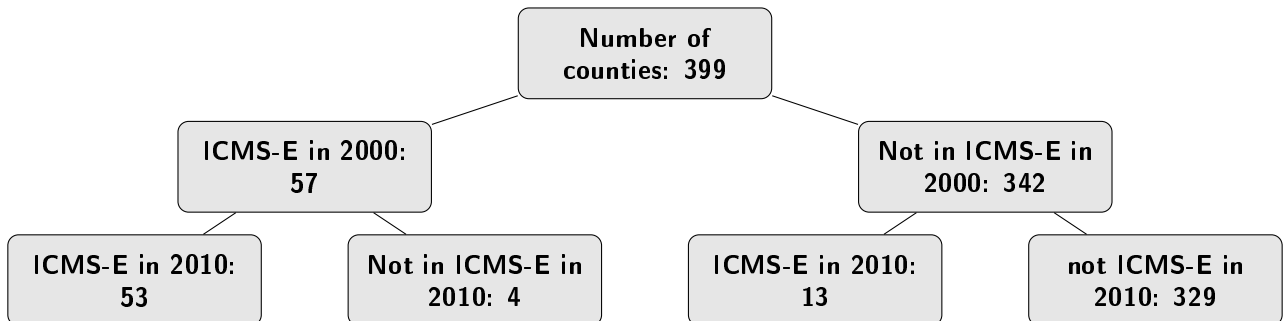 Number of
counties: 399
ICMS-E in 2000:
57
Not in ICMS-E in
2000: 342
ICMS-E in 2010:
53
Not in ICMS-E in
2010: 4
ICMS-E in 2010:
13
not ICMS-E in
2010: 329